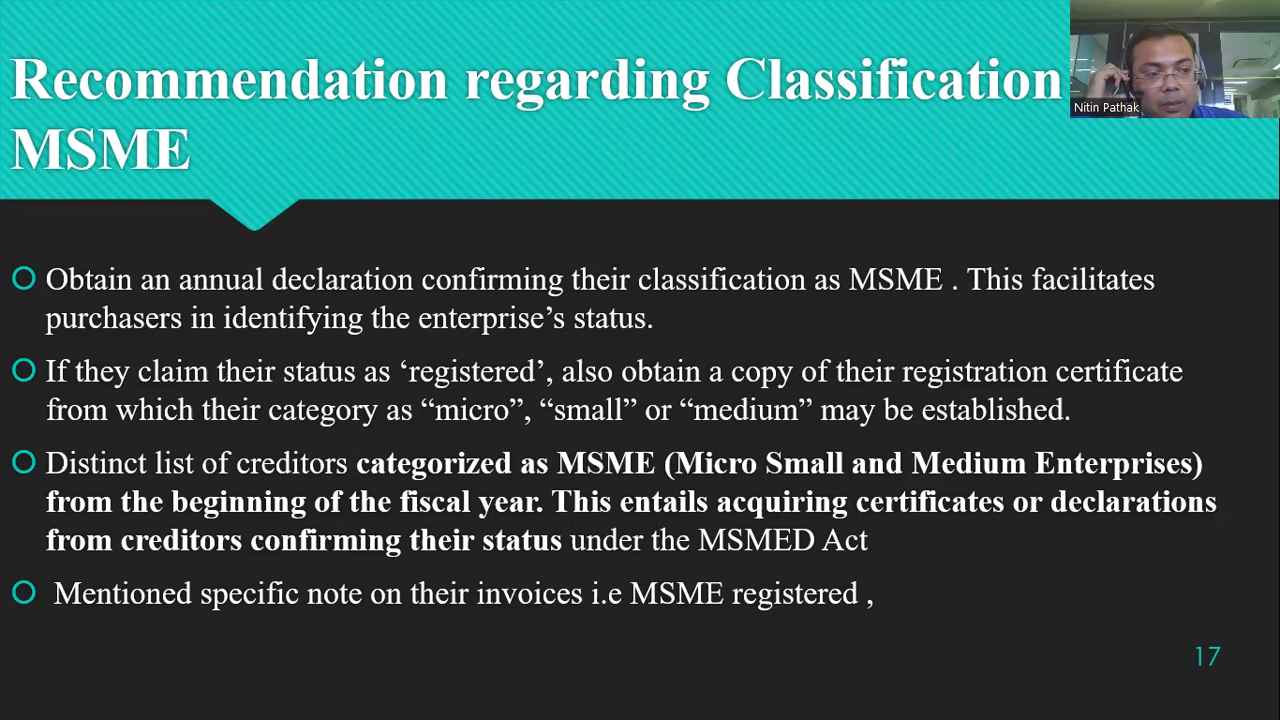 Recommendation regarding Classification
MSME
Nitin Pathak
Obtain an annual declaration confirming their classification as MSME . This facilitates
purchasers in identifying the enterprise’s status.
If they claim their status as ‘registered’, also obtain a copy of their registration certificate
from which their category as “micro”, “small” or “medium” may be established.
Distinct list of creditors categorized as MSME (Micro Small and Medium Enterprises)
from the beginning of the fiscal year. This entails acquiring certificates or declarations
from creditors confirming their status under the MSMED Act
Mentioned specific note on their invoices i.e MSME registered ,
17